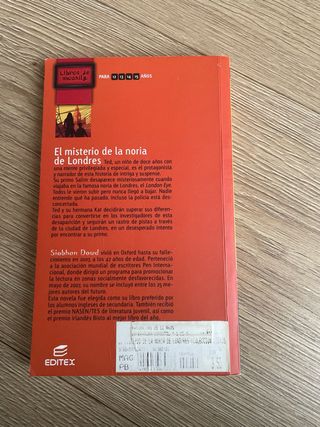 Libros de mochila
PARA 12 13 14 15 AÑOS
El misterio de la noria
de Londres Ted, un niño de doce años con
una mente privilegiada y especial, es el protagonista
y narrador de esta historia de intriga y suspense.
Su primo Salim desaparece misteriosamente cuando
viajaba en la famosa noria de Londres, el London Eye.
Todos le vieron subir pero nunca llegó a bajar. Nadie
entiende qué ha pasado. Incluso la policía está des-
concertada.
Ted y su hermana Kat decidirán superar sus diferen-
cias para convertirse en los investigadores de esta
desaparición y seguirán un rastro de pistas a través
de la ciudad de Londres, en un desesperado intento
por encontrar a su primo.
Siobhan Dowd vivió en Oxford hasta su falle-
cimiento en 2007, a los 47 años de edad. Perteneció
a la asociación mundial de escritores Pen Interna-
cional, donde dirigió un programa para promocionar
la lectura en zonas socialmente desfavorecidas. En
mayo de 2007 su nombre se incluyó entre los 25 me-
jores autores del futuro.
Esta novela fue elegida como su libro preferido por
los alumnos ingleses de secundaria. También recibió
el premio NASEN/TES de literatura juvenil, así como
el premio irlandés Bisto al mejor libro del año.
EDITEX
DE LA NORIA DE LONDRES
MAG
PB